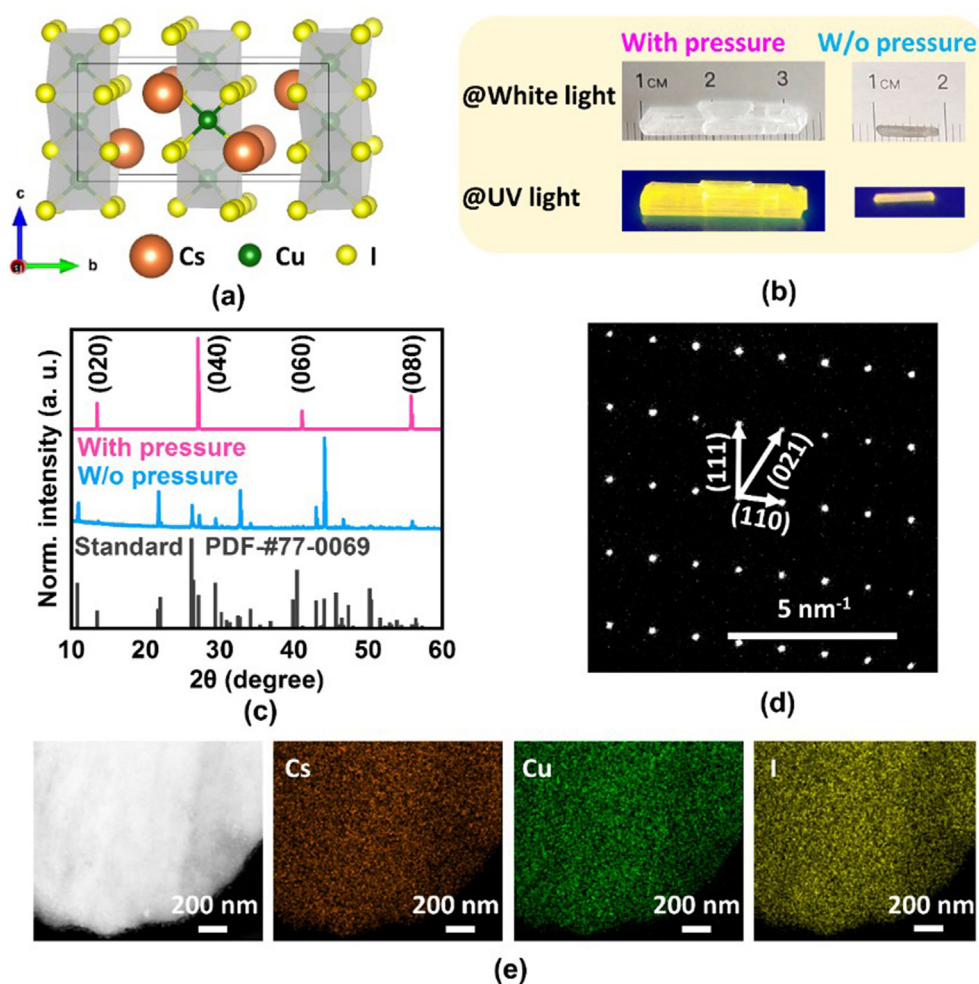 c
a
b
Cs
Cu
I
(a)
With pressure
W/o pressure
@White light
1 CM 2 3
1 CM 2
@UV light
(b)
Norm. intensity (a. u.)
(020)
(040)
(060)
(080)
With pressure
W/o pressure
Standard PDF-#77-0069
10 20 30 40 50 60
2θ (degree)
(c)
(111)
(021)
(110)
5 nm-1
(d)
200 nm
Cs
200 nm
Cu
200 nm
I
200 nm
(e)